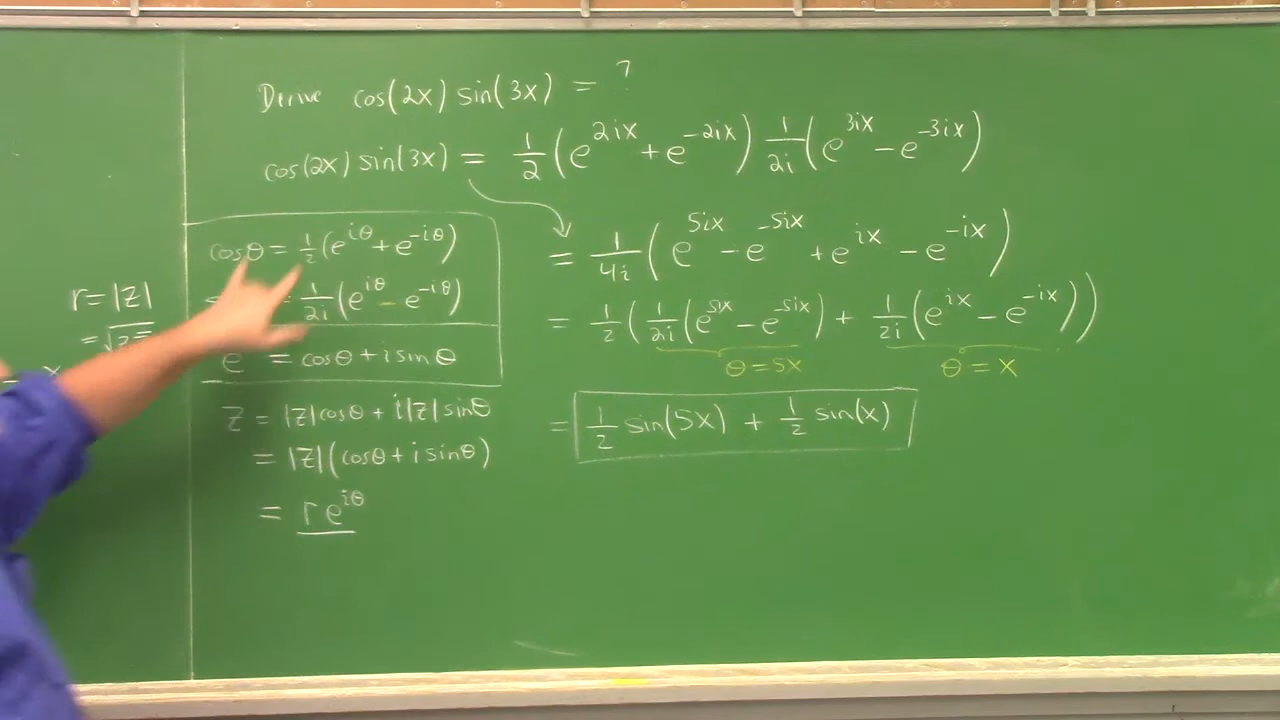 Derive cos(2x) sin(3x) = ?
cos(2x) sin(3x) = 1/2 (e^{2ix} + e^{-2ix}) 1/2i (e^{3ix} - e^{-3ix})
= 1/4i (e^{5ix} - e^{-5ix} + e^{ix} - e^{-ix})
= 1/2 (1/2i (e^{5ix} - e^{-5ix}) + 1/2i (e^{ix} - e^{-ix}))
θ = 5x θ = x
= 1/2 sin(5x) + 1/2 sin(x)
cosθ = 1/2 (e^{iθ} + e^{-iθ})
= 1/2i (e^{iθ} - e^{-iθ})
e = cosθ + i sinθ
z = |z|cosθ + i|z| sinθ
= |z|(cosθ + i sinθ)
= r e^{iθ}
r = |z|
= √
x